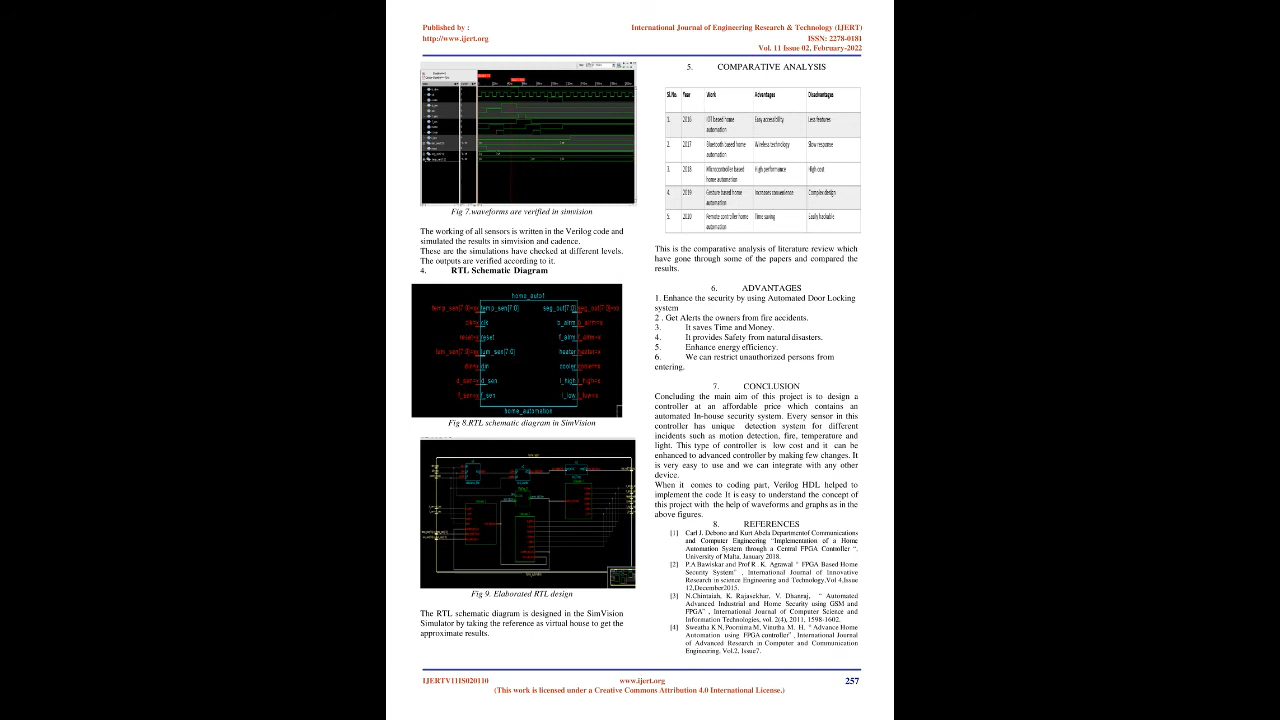 Published by :
http://www.ijert.org
International Journal of Engineering Research & Technology (IJERT)
ISSN: 2278-0181
Vol. 11 Issue 02, February-2022
Fig 7.waveforms are verified in simvision
The working of all sensors is written in the Verilog code and
simulated the results in simvision and cadence.
These are the simulations have checked at different levels.
The outputs are verified according to it.
4. RTL Schematic Diagram
home_autof
temp_sen[7:0] seg_out[7:0]
clk b_alrm
reset f_alrm
lum_sen[7:0] heater
din cooler
d_sen l_high
f_sen l_low
home_automation
Fig 8.RTL schematic diagram in SimVision
Fig 9. Elaborated RTL design
The RTL schematic diagram is designed in the SimVision
Simulator by taking the reference as virtual house to get the
approximate results.
5. COMPARATIVE ANALYSIS
Sl.No. Year Work Advantages Disadvantages
1. 2016 IOT based home automation Easy accesibility Less features
2. 2017 Bluetooth based home automation Wireless technology Slow response
3. 2018 Microcontroller based home automation High performance High cost
4. 2019 Gesture based home automation Increases convenience Complex design
5. 2020 Remote controller home automation Time saving Easily hackable
This is the comparative analysis of literature review which
have gone through some of the papers and compared the
results.
6. ADVANTAGES
1. Enhance the security by using Automated Door Locking
system
2 . Get Alerts the owners from fire accidents.
3. It saves Time and Money.
4. It provides Safety from natural disasters.
5. Enhance energy efficiency.
6. We can restrict unauthorized persons from
entering.
7. CONCLUSION
Concluding the main aim of this project is to design a
controller at an affordable price which contains an
automated In-house security system. Every sensor in this
controller has unique detection system for different
incidents such as motion detection, fire, temperature and
light. This type of controller is low cost and it can be
enhanced to advanced controller by making few changes. It
is very easy to use and we can integrate with any other
device.
When it comes to coding part, Verilog HDL helped to
implement the code It is easy to understand the concept of
this project with the help of waveforms and graphs as in the
above figures.
8. REFERENCES
[1] Carl J. Debono and Kurt Abela Departmentof Communications
and Computer Engineering "Implementation of a Home
Automation System through a Central FPGA Controller ".
University of Malta. January 2018.
[2] P.A Bawiskar and Prof R . K. Agrawal " FPGA Based Home
Security System" , International Journal of Innovative
Research in science Engineering and Technology,Vol 4,Issue
12,December2015.
[3] N.Chintaiah, K. Rajasekhar, V. Dhanraj, " Automated
Advanced Industrial and Home Security using GSM and
FPGA" , International Journal of Computer Science and
Information Technologies, vol. 2(4), 2011, 1598-1602.
[4] Sweatha K N, Poornima M, Vinutha M. H. " Advance Home
Automation using FPGA controller" , International Journal
of Advanced Research in Computer and Communication
Engineering, Vol.2, Issue7.
IJERTV11IS020110
www.ijert.org
257
(This work is licensed under a Creative Commons Attribution 4.0 International License.)